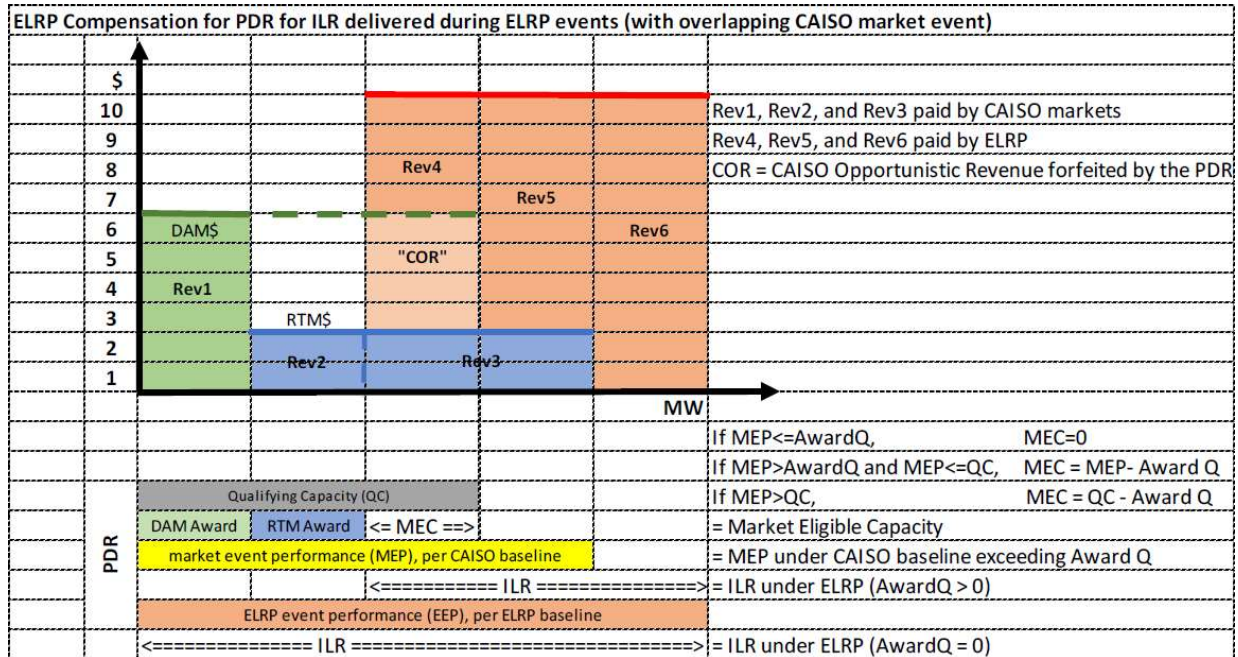 ELRP Compensation for PDR for ILR delivered during ELRP events (with overlapping CAISO market event)
$
10
Rev1, Rev2, and Rev3 paid by CAISO markets
9
Rev4, Rev5, and Rev6 paid by ELRP
8
Rev4
COR = CAISO Opportunistic Revenue forfeited by the PDR
7
Rev5
6
DAM$
Rev6
5
"COR"
4
Rev1
3
RTM$
2
Rev2
Rev3
1
MW
If MEP<=AwardQ, MEC=0
If MEP>AwardQ and MEP<=QC, MEC = MEP- Award Q
Qualifying Capacity (QC)
If MEP>QC, MEC = QC - Award Q
PDR
DAM Award
RTM Award
<= MEC ==>
= Market Eligible Capacity
market event performance (MEP), per CAISO baseline
= MEP under CAISO baseline exceeding Award Q
<=========== ILR ===============>
= ILR under ELRP (AwardQ > 0)
ELRP event performance (EEP), per ELRP baseline
<============== ILR ==============================>
= ILR under ELRP (AwardQ = 0)